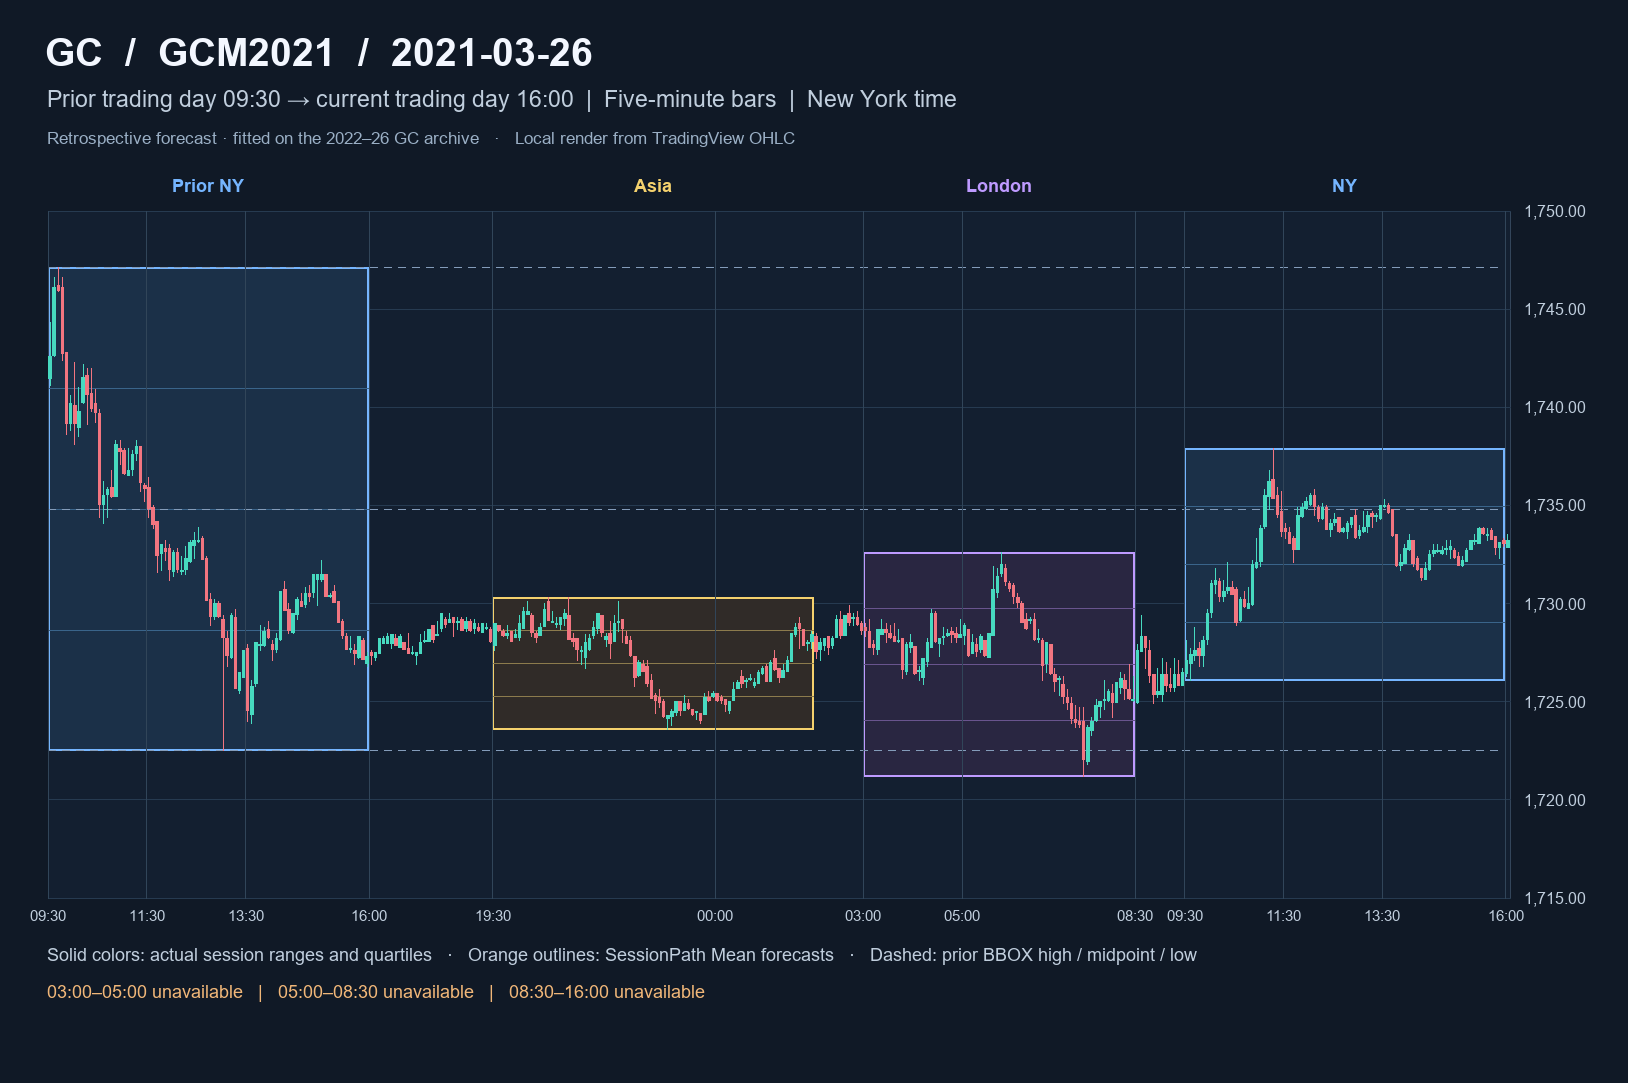 GC / GCM2021 / 2021-03-26
Prior trading day 09:30 → current trading day 16:00 | Five-minute bars | New York time
Retrospective forecast · fitted on the 2022–26 GC archive · Local render from TradingView OHLC
Prior NY Asia London NY
1,750.00
1,745.00
1,740.00
1,735.00
1,730.00
1,725.00
1,720.00
1,715.00
09:30 11:30 13:30 16:00 19:30 00:00 03:00 05:00 08:30 09:30 11:30 13:30 16:00
Solid colors: actual session ranges and quartiles · Orange outlines: SessionPath Mean forecasts · Dashed: prior BBOX high / midpoint / low
03:00–05:00 unavailable | 05:00–08:30 unavailable | 08:30–16:00 unavailable